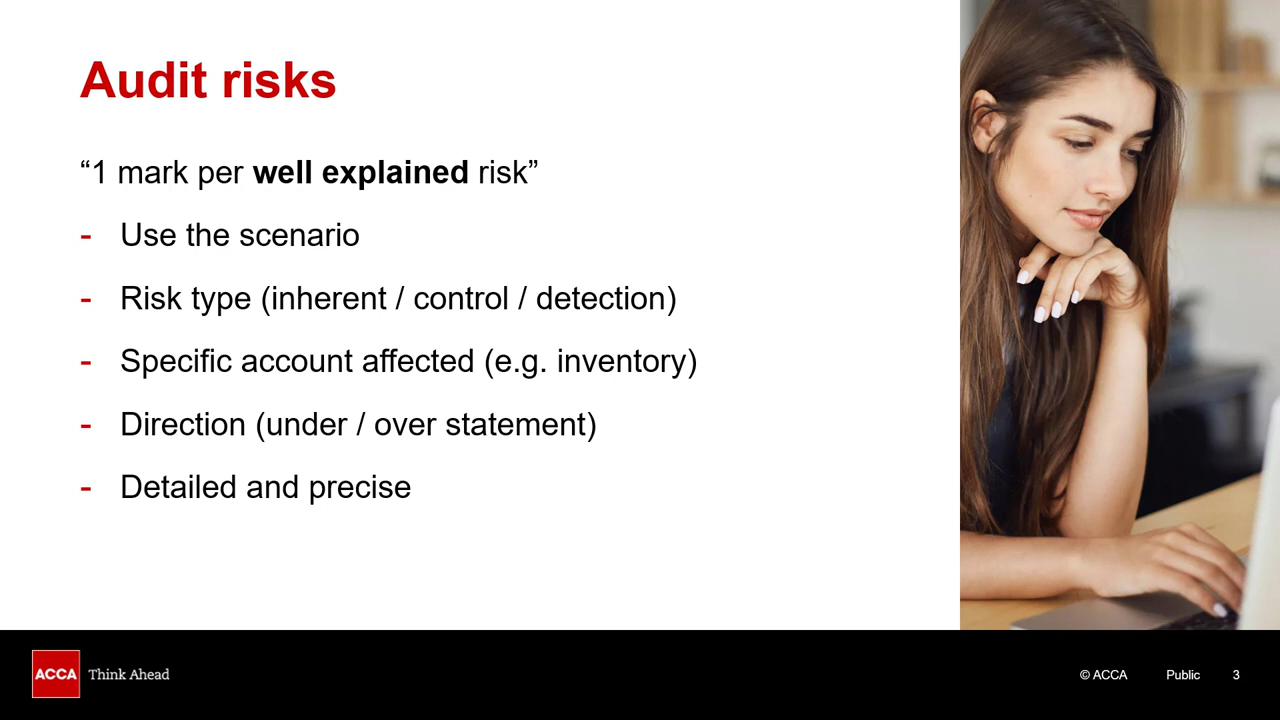 Audit risks
“1 mark per well explained risk”
- Use the scenario
- Risk type (inherent / control / detection)
- Specific account affected (e.g. inventory)
- Direction (under / over statement)
- Detailed and precise
ACCA Think Ahead
© ACCA Public 3